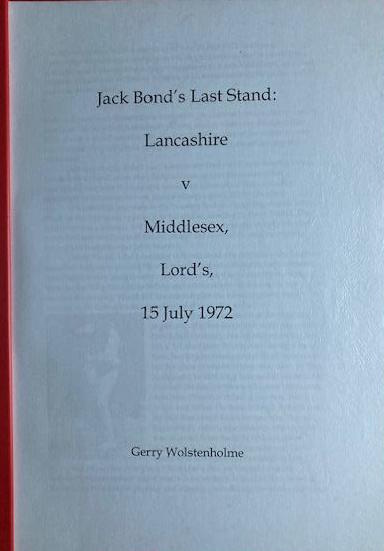 Jack Bond's Last Stand:
Lancashire
v
Middlesex,
Lord's,
15 July 1972
Gerry Wolstenholme